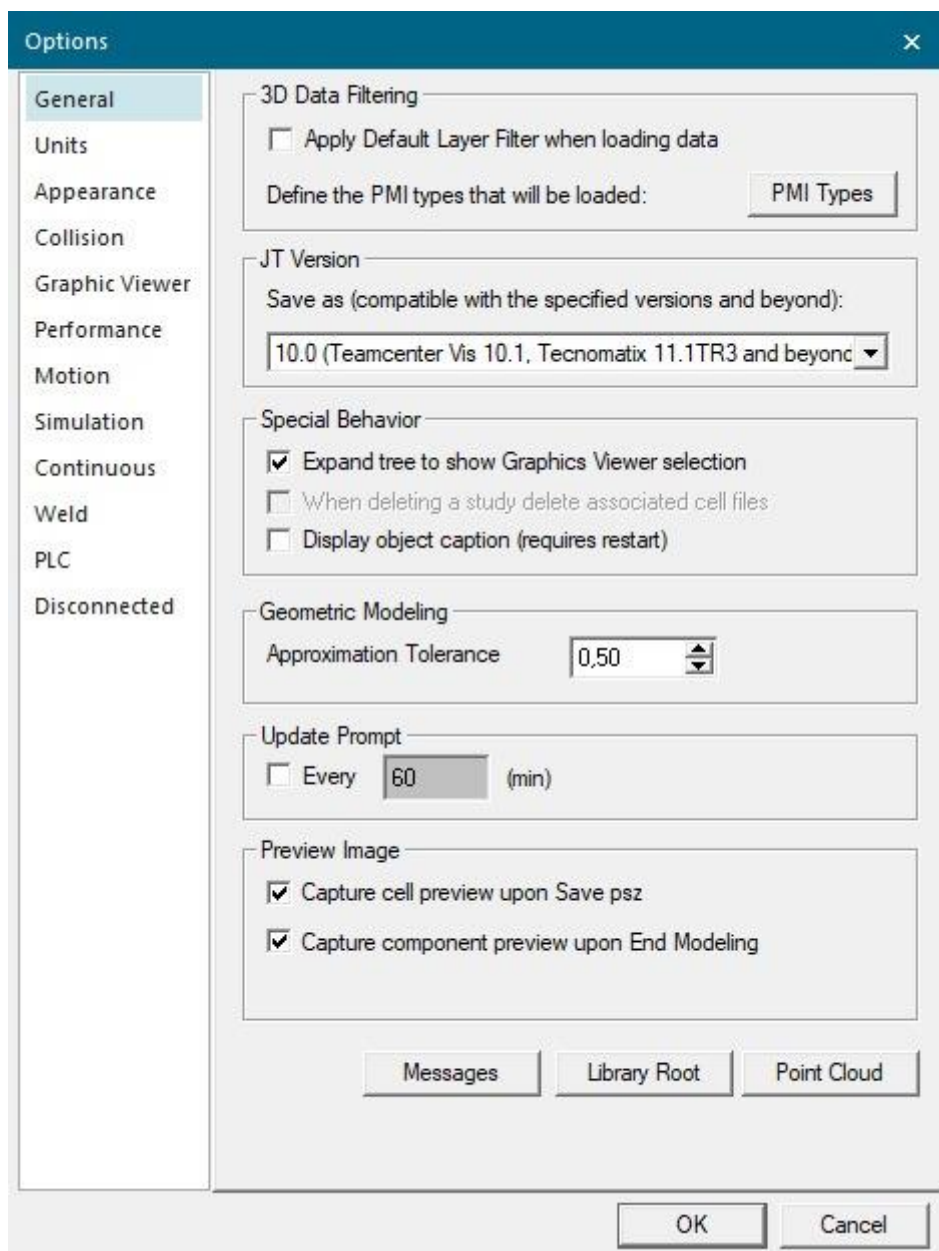 Options
General
Units
Appearance
Collision
Graphic Viewer
Performance
Motion
Simulation
Continuous
Weld
PLC
Disconnected
3D Data Filtering
Apply Default Layer Filter when loading data
Define the PMI types that will be loaded: PMI Types
JT Version
Save as (compatible with the specified versions and beyond):
10.0 (Teamcenter Vis 10.1, Tecnomatix 11.1TR3 and beyond
Special Behavior
Expand tree to show Graphics Viewer selection
When deleting a study delete associated cell files
Display object caption (requires restart)
Geometric Modeling
Approximation Tolerance 0,50
Update Prompt
Every 60 (min)
Preview Image
Capture cell preview upon Save psz
Capture component preview upon End Modeling
Messages Library Root Point Cloud
OK Cancel